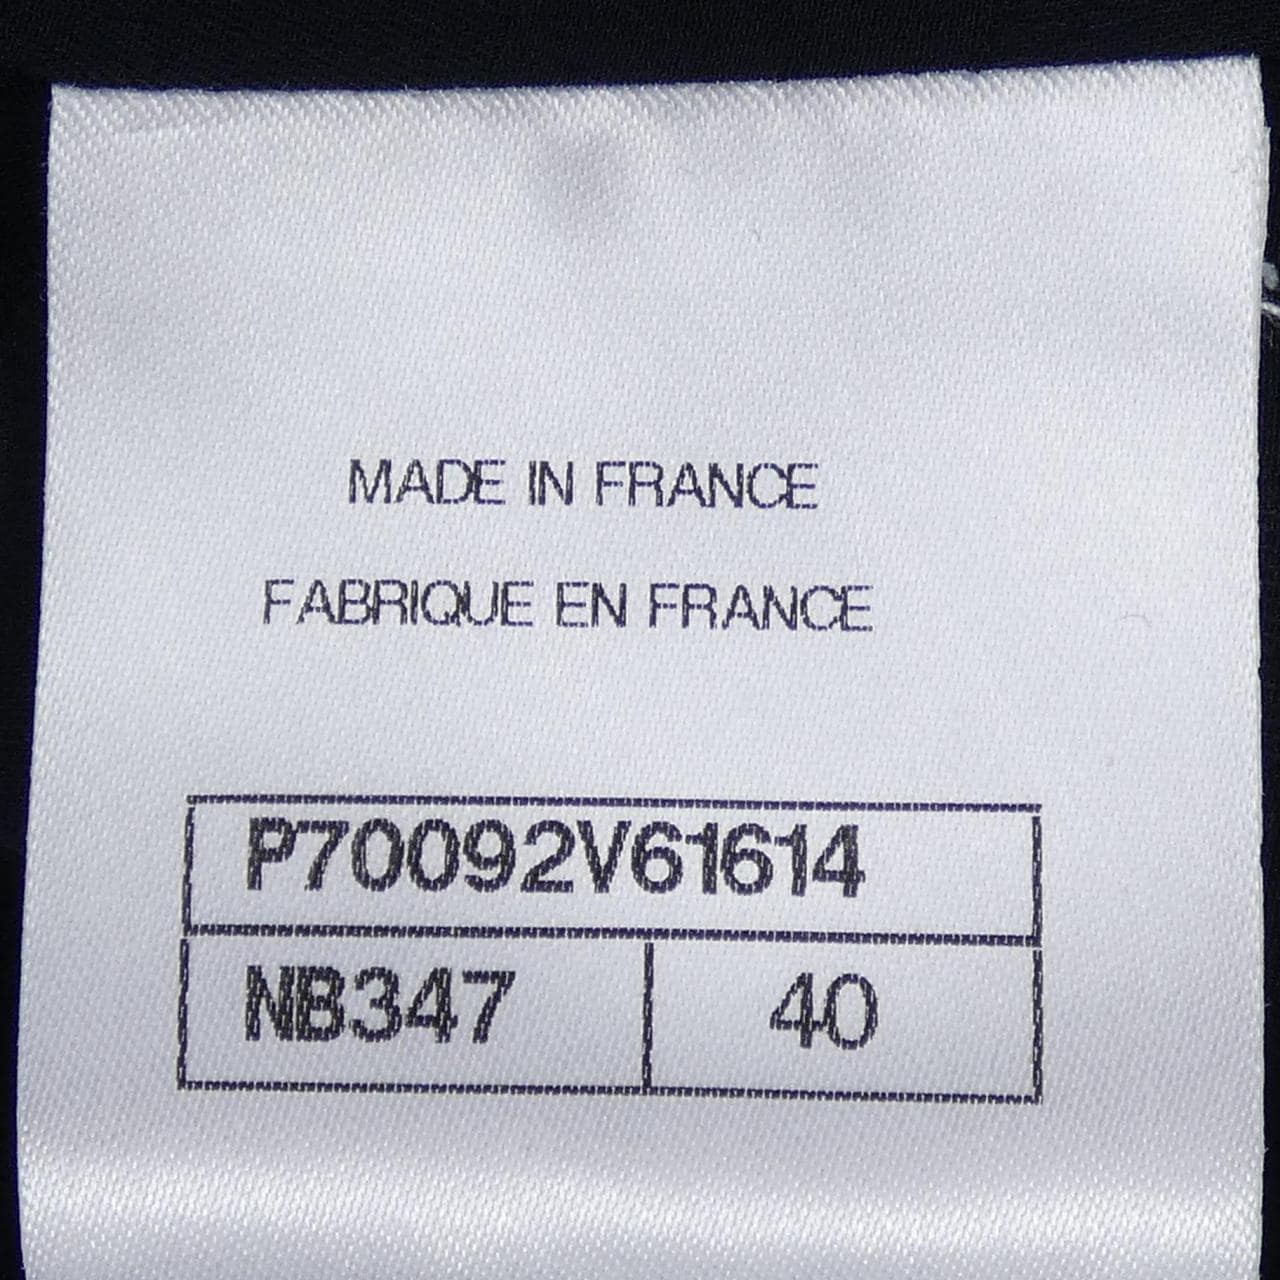 MADE IN FRANCE
FABRIQUE EN FRANCE
P70092V61614
NB347 40